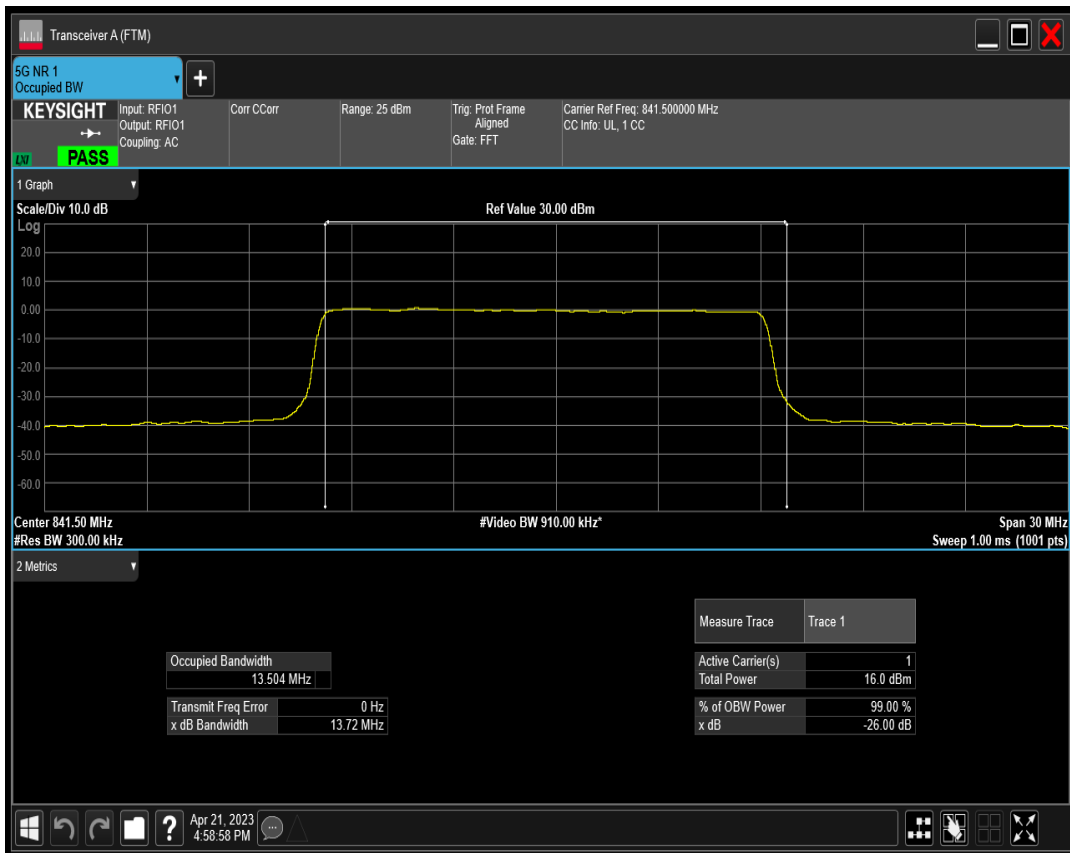 Transceiver A (FTM)
5G NR 1
Occupied BW
+
KEYSIGHT
LXI
PASS
Input: RFIO1
Output: RFIO1
Coupling: AC
Corr CCorr
Range: 25 dBm
Trig: Prot Frame
Aligned
Gate: FFT
Carrier Ref Freq: 841.500000 MHz
CC Info: UL, 1 CC
1 Graph
Scale/Div 10.0 dB
Ref Value 30.00 dBm
Log
20.0
10.0
0.00
-10.0
-20.0
-30.0
-40.0
-50.0
-60.0
Center 841.50 MHz
#Video BW 910.00 kHz*
Span 30 MHz
#Res BW 300.00 kHz
Sweep 1.00 ms (1001 pts)
2 Metrics
Measure Trace Trace 1
Occupied Bandwidth
13.504 MHz
Active Carrier(s) 1
Total Power 16.0 dBm
Transmit Freq Error 0 Hz
x dB Bandwidth 13.72 MHz
% of OBW Power 99.00 %
x dB -26.00 dB
?
Apr 21, 2023
4:58:58 PM